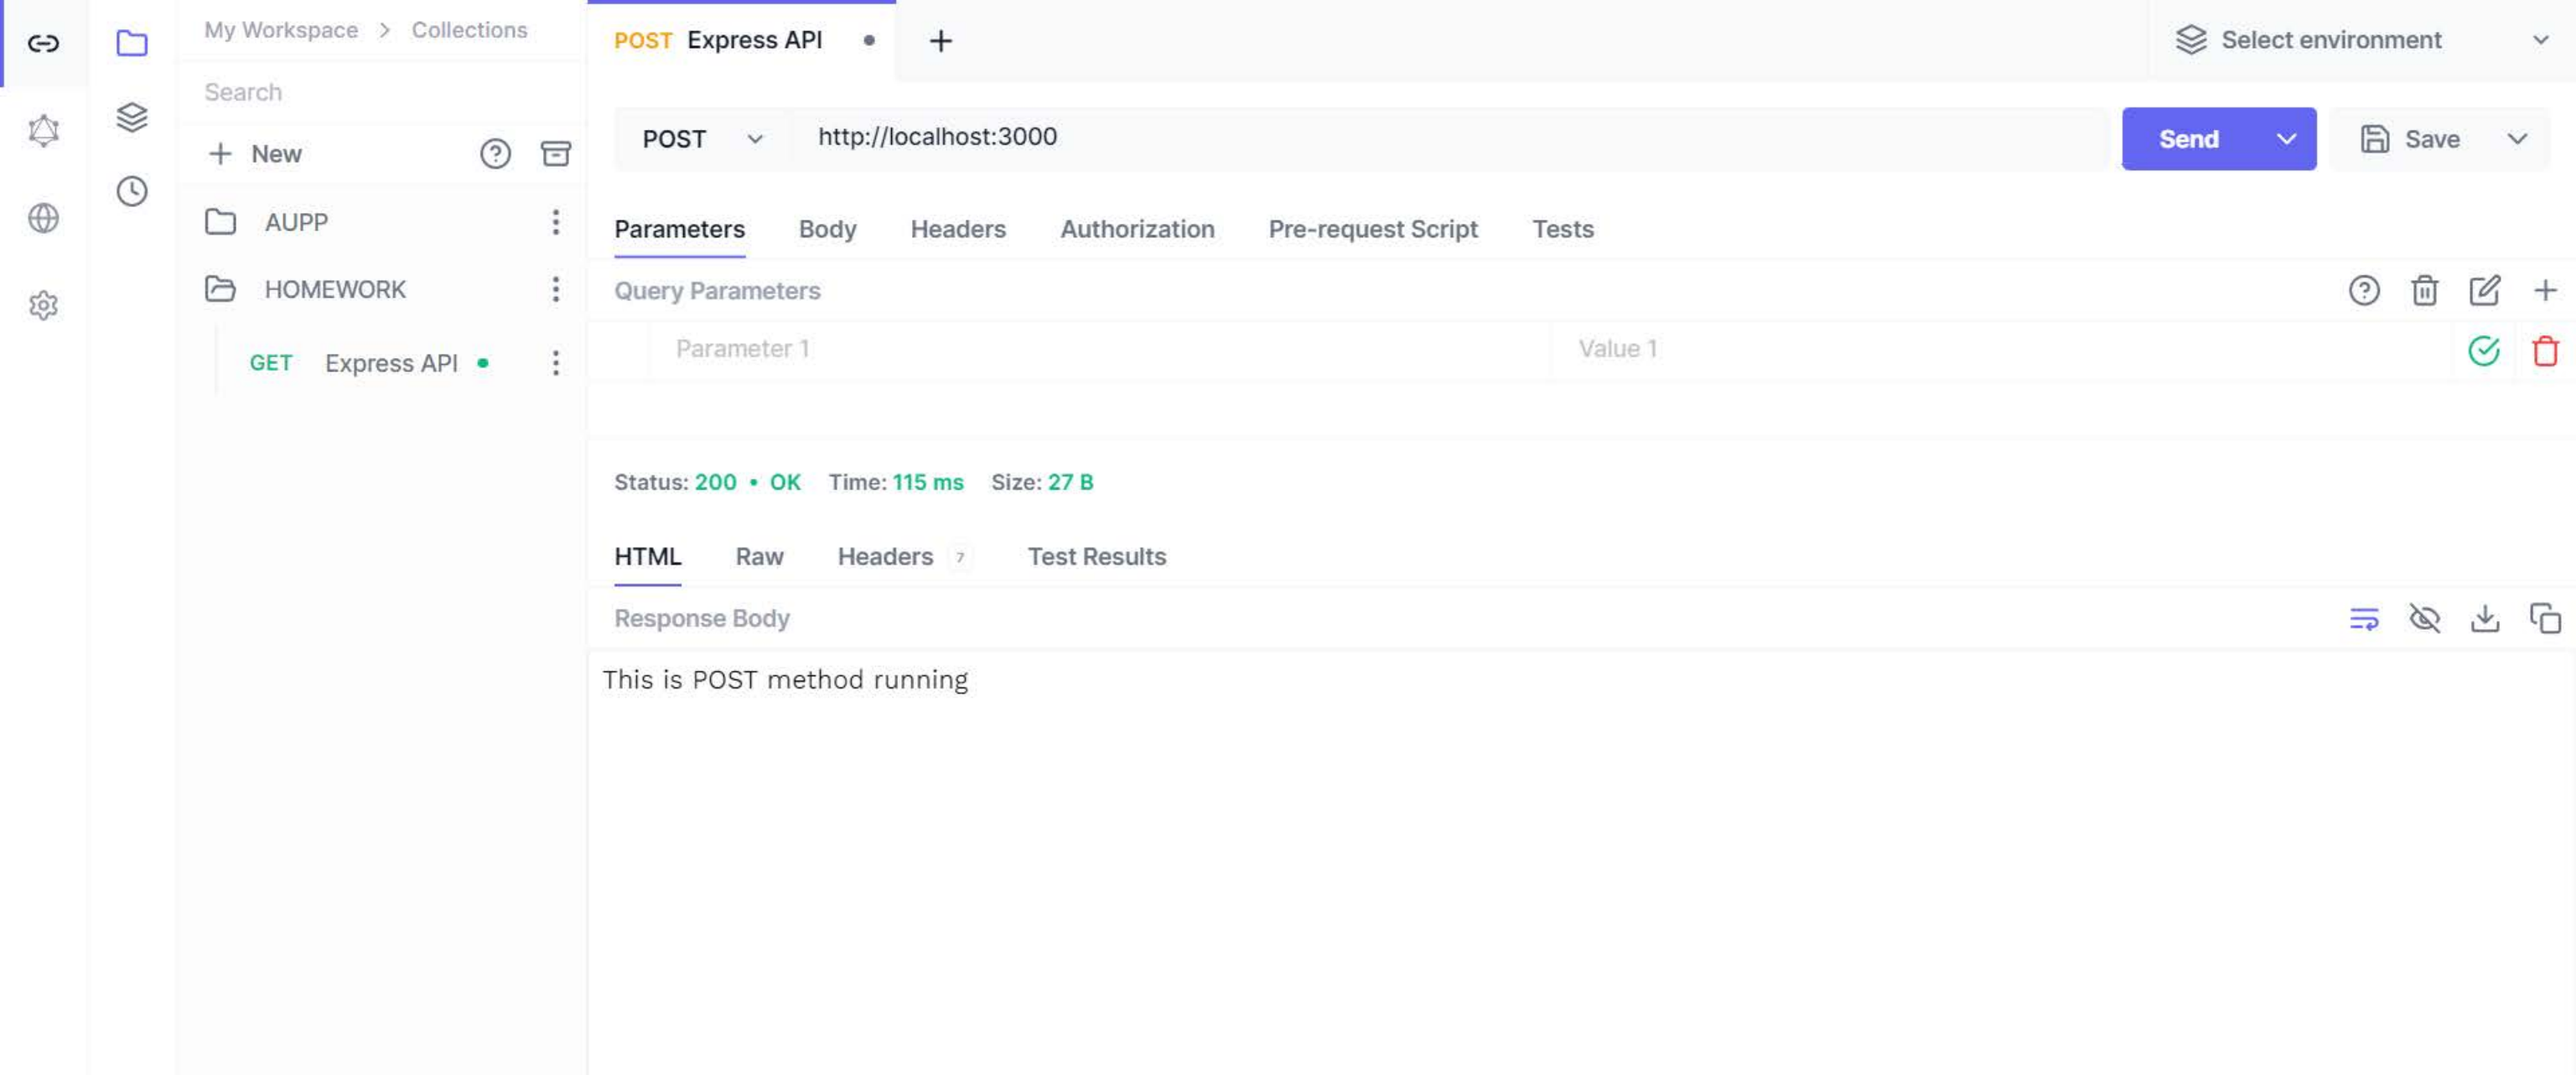 My Workspace > Collections
Search
+ New
AUPP
HOMEWORK
GET Express API
POST Express API
Select environment
POST http://localhost:3000
Send
Save
Parameters Body Headers Authorization Pre-request Script Tests
Query Parameters
Parameter 1 Value 1
Status: 200 • OK Time: 115 ms Size: 27 B
HTML Raw Headers 7 Test Results
Response Body
This is POST method running